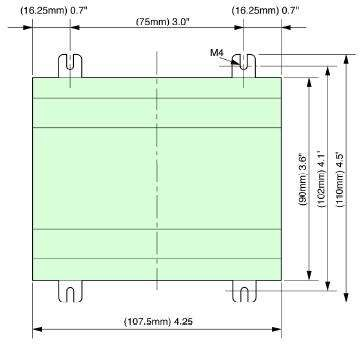 (16.25mm) 0.7"
(75mm) 3.0"
(16.25mm) 0.7"
M4
(90mm) 3.6"
(102mm) 4.1'
(110mm) 4.5'
(107.5mm) 4.25